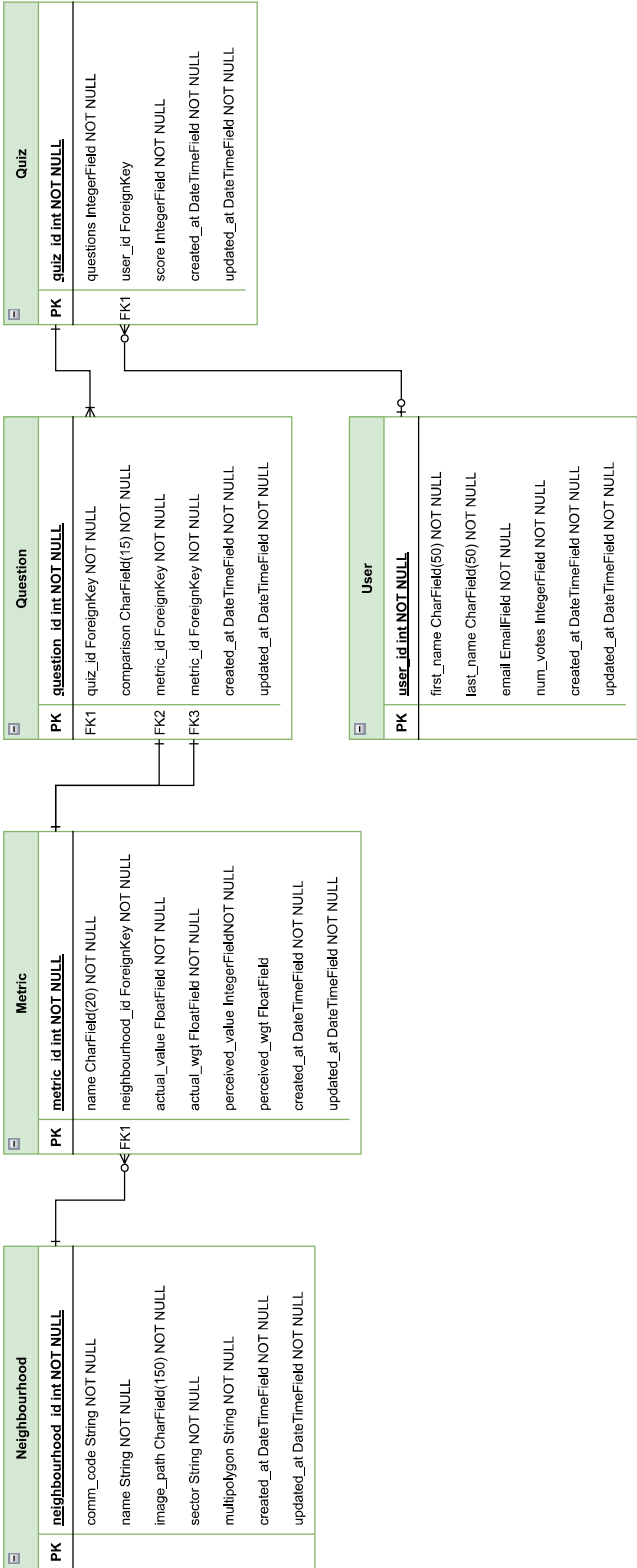 Neighbourhood
PK neighbourhood_id int NOT NULL
comm_code String NOT NULL
name String NOT NULL
image_path CharField(150) NOT NULL
sector String NOT NULL
multipolygon String NOT NULL
created_at DateTimeField NOT NULL
updated_at DateTimeField NOT NULL
Metric
PK metric_id int NOT NULL
name CharField(20) NOT NULL
FK1 neighbourhood_id ForeignKey NOT NULL
actual_value FloatField NOT NULL
actual_wgt FloatField NOT NULL
perceived_value IntegerFieldNOT NULL
perceived_wgt FloatField
created_at DateTimeField NOT NULL
updated_at DateTimeField NOT NULL
Question
PK question_id int NOT NULL
FK1 quiz_id ForeignKey NOT NULL
comparison CharField(15) NOT NULL
FK2 metric_id ForeignKey NOT NULL
FK3 metric_id ForeignKey NOT NULL
created_at DateTimeField NOT NULL
updated_at DateTimeField NOT NULL
Quiz
PK quiz_id int NOT NULL
questions IntegerField NOT NULL
FK1 user_id ForeignKey
score IntegerField NOT NULL
created_at DateTimeField NOT NULL
updated_at DateTimeField NOT NULL
User
PK user_id int NOT NULL
first_name CharField(50) NOT NULL
last_name CharField(50) NOT NULL
email EmailField NOT NULL
num_votes IntegerField NOT NULL
created_at DateTimeField NOT NULL
updated_at DateTimeField NOT NULL